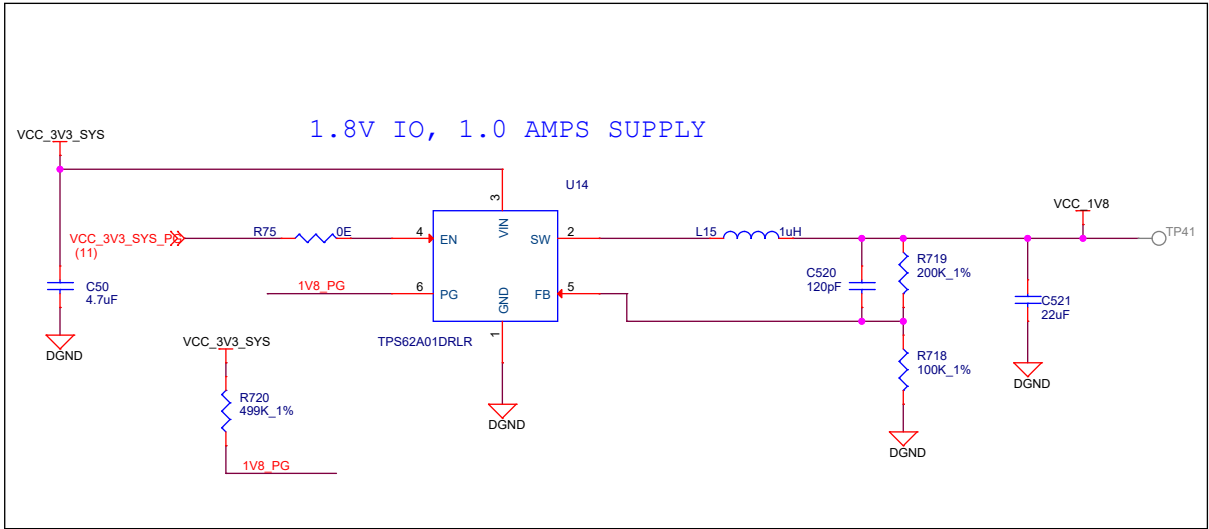 1.8V IO, 1.0 AMPS SUPPLY
VCC_3V3_SYS
U14
3
VIN
VCC_1V8
VCC_3V3_SYS_PG
(11)
R75
0E
4
EN
SW
2
L15
1uH
TP41
R719
200K_1%
C520
120pF
C50
4.7uF
1V8_PG
6
PG
GND
FB
5
C521
22uF
1
TPS62A01DRLR
DGND
VCC_3V3_SYS
R718
100K_1%
DGND
R720
499K_1%
DGND
DGND
1V8_PG